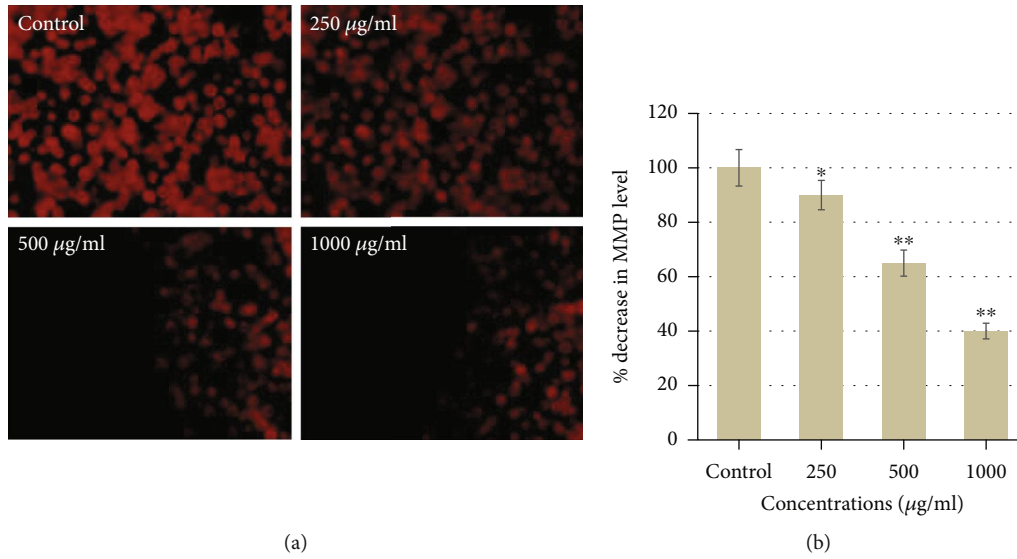 Control
250 μg/ml
500 μg/ml
1000 μg/ml
(a)
% decrease in MMP level
120
100
80
60
40
20
0
*
**
**
Control 250 500 1000
Concentrations (μg/ml)
(b)